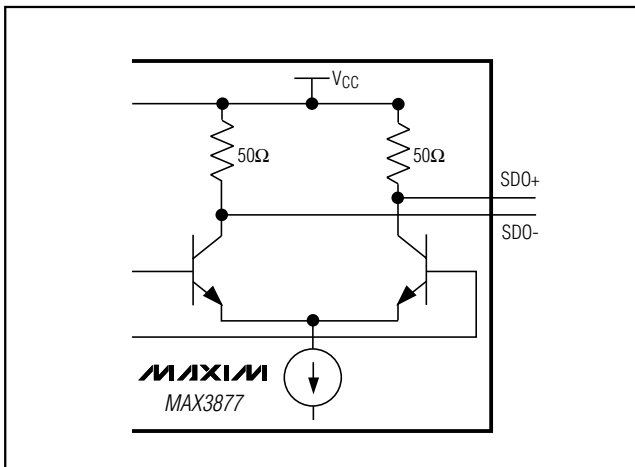 VCC
50Ω
50Ω
SDO+
SDO-
MAXIM
MAX3877